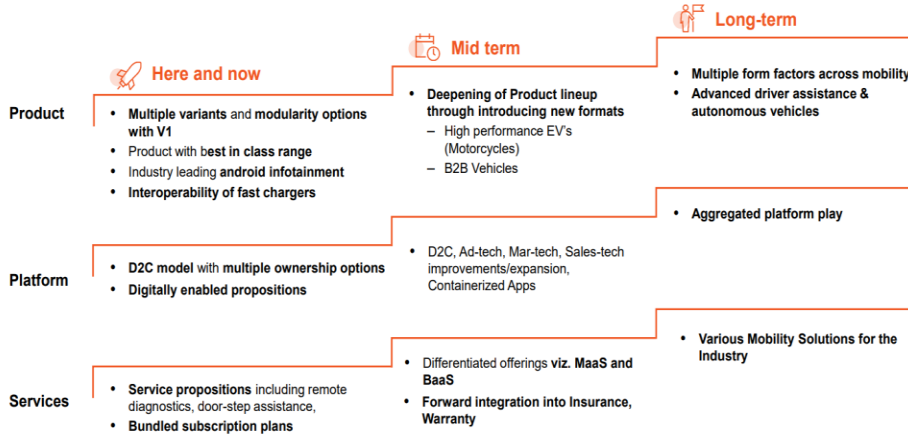 Here and now
Mid term
Long-term
Product
• Multiple variants and modularity options
with V1
• Product with best in class range
• Industry leading android infotainment
• Interoperability of fast chargers
• Deepening of Product lineup
through introducing new formats
– High performance EV's
(Motorcycles)
– B2B Vehicles
• Multiple form factors across mobility
• Advanced driver assistance &
autonomous vehicles
Platform
• D2C model with multiple ownership options
• Digitally enabled propositions
• D2C, Ad-tech, Mar-tech, Sales-tech
improvements/expansion,
Containerized Apps
• Aggregated platform play
Services
• Service propositions including remote
diagnostics, door-step assistance,
• Bundled subscription plans
• Differentiated offerings viz. MaaS and
BaaS
• Forward integration into Insurance,
Warranty
• Various Mobility Solutions for the
Industry